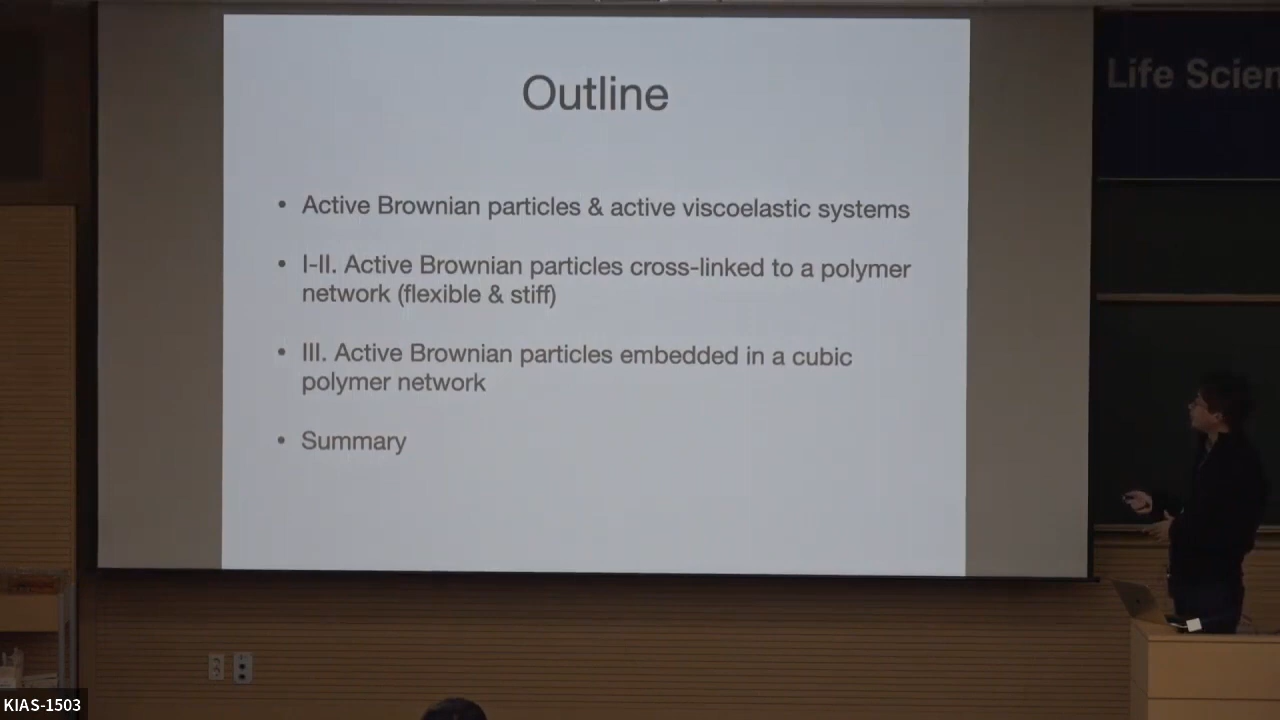 Outline
Life Scien
• Active Brownian particles & active viscoelastic systems
• I-II. Active Brownian particles cross-linked to a polymer
network (flexible & stiff)
• III. Active Brownian particles embedded in a cubic
polymer network
• Summary
KIAS-1503